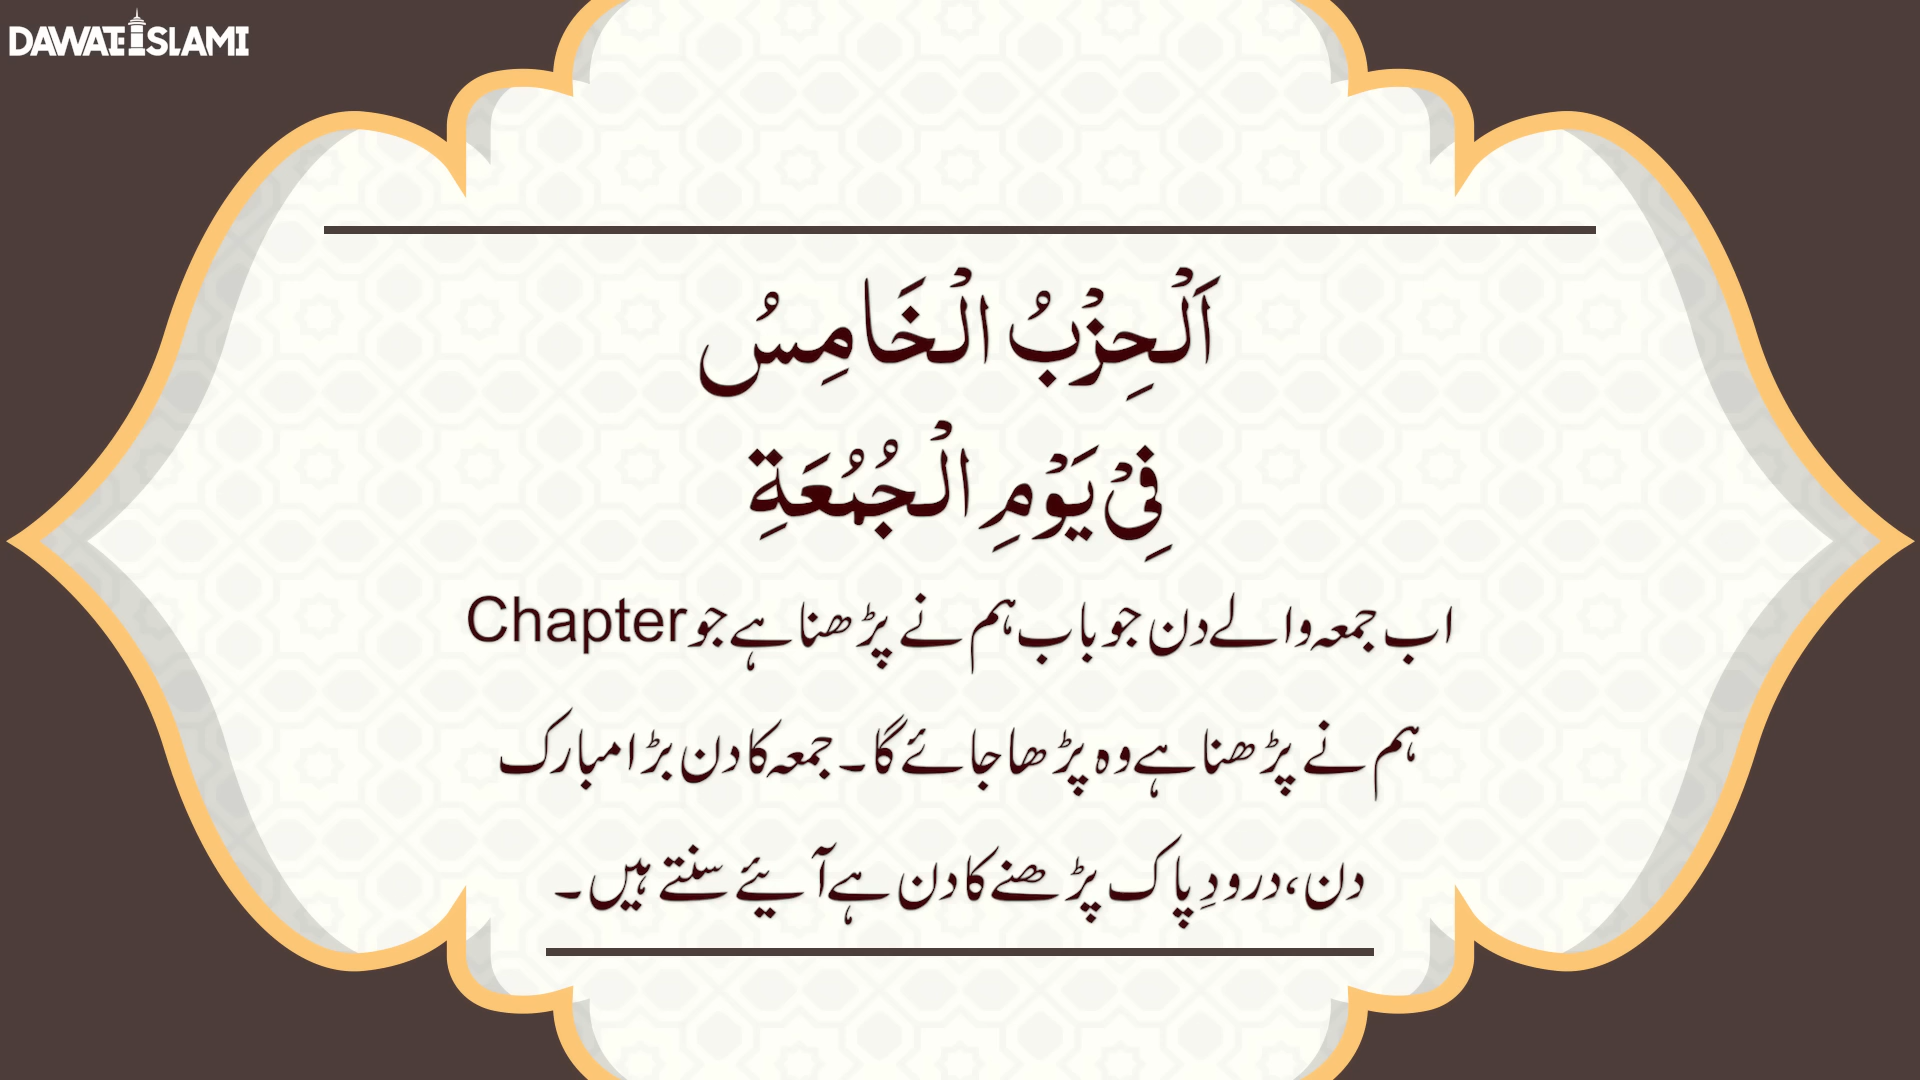 DAWATEISLAMI
اَلْحِزْبُ الْخَامِسُ
فِیْ یَوْمِ الْجُمُعَةِ
اب جمعہ والے دن جو باب ہم نے پڑھنا ہے جو Chapter
ہم نے پڑھنا ہے وہ پڑھا جائے گا۔ جمعہ کا دن بڑا مبارک
دن، درودِ پاک پڑھنے کا دن ہے آئیے سنتے ہیں۔